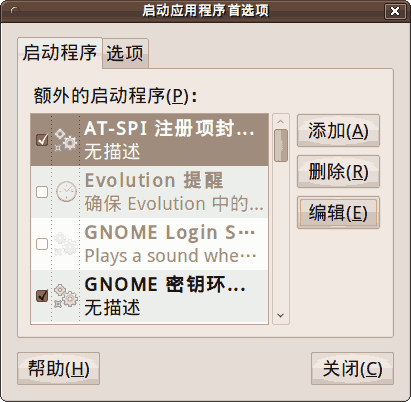 启动应用程序首选项
启动程序 选项
额外的启动程序(P):
AT-SPI 注册项封...
无描述
添加(A)
Evolution 提醒
确保 Evolution 中的...
删除(R)
GNOME Login S...
Plays a sound whe...
编辑(E)
GNOME 密钥环...
无描述
帮助(H) 关闭(C)